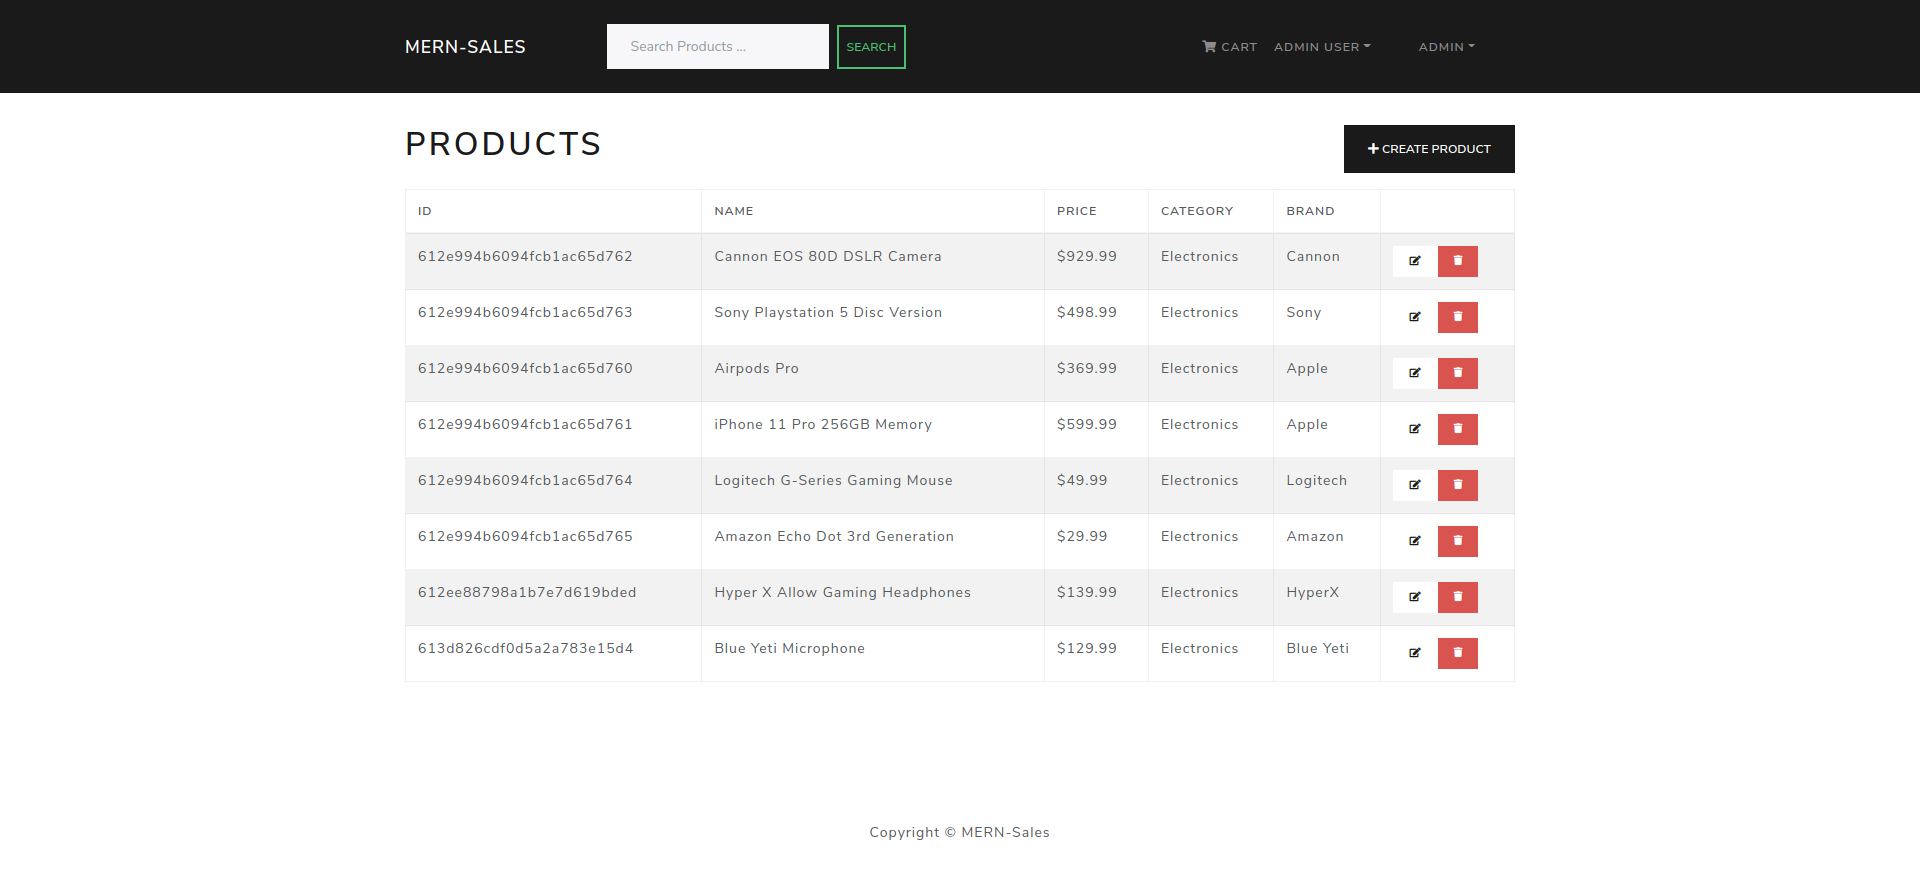 MERN-SALES Search Products ... SEARCH CART ADMIN USER ADMIN
PRODUCTS CREATE PRODUCT
ID NAME PRICE CATEGORY BRAND
612e994b6094fcb1ac65d762 Cannon EOS 80D DSLR Camera $929.99 Electronics Cannon
612e994b6094fcb1ac65d763 Sony Playstation 5 Disc Version $498.99 Electronics Sony
612e994b6094fcb1ac65d760 Airpods Pro $369.99 Electronics Apple
612e994b6094fcb1ac65d761 iPhone 11 Pro 256GB Memory $599.99 Electronics Apple
612e994b6094fcb1ac65d764 Logitech G-Series Gaming Mouse $49.99 Electronics Logitech
612e994b6094fcb1ac65d765 Amazon Echo Dot 3rd Generation $29.99 Electronics Amazon
612ee88798a1b7e7d619bded Hyper X Allow Gaming Headphones $139.99 Electronics HyperX
613d826cdf0d5a2a783e15d4 Blue Yeti Microphone $129.99 Electronics Blue Yeti
Copyright © MERN-Sales